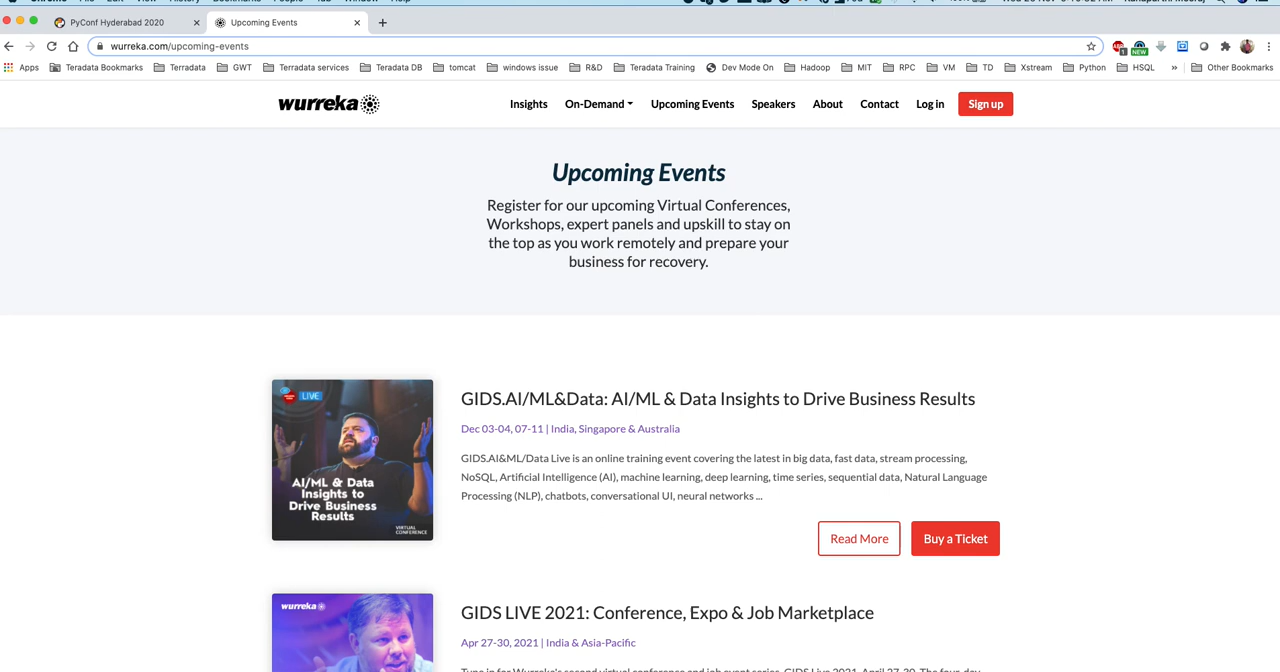 PyConf Hyderabad 2020
Upcoming Events
wurreka.com/upcoming-events
1
NEW
Apps
Teradata Bookmarks
Terradata
GWT
Terradata services
Teradata DB
tomcat
windows issue
R&D
Teradata Training
Dev Mode On
Hadoop
MIT
RPC
VM
TD
Xstream
Python
HSQL
»
Other Bookmarks
wurreka
Insights
On-Demand
Upcoming Events
Speakers
About
Contact
Log in
Sign up
Upcoming Events
Register for our upcoming Virtual Conferences,
Workshops, expert panels and upskill to stay on
the top as you work remotely and prepare your
business for recovery.
LIVE
AI/ML & Data
Insights to
Drive Business
Results
VIRTUAL
CONFERENCE
GIDS.AI/ML&Data: AI/ML & Data Insights to Drive Business Results
Dec 03-04, 07-11 | India, Singapore & Australia
GIDS.AI&ML/Data Live is an online training event covering the latest in big data, fast data, stream processing,
NoSQL, Artificial Intelligence (AI), machine learning, deep learning, time series, sequential data, Natural Language
Processing (NLP), chatbots, conversational UI, neural networks ...
Read More
Buy a Ticket
wurreka
GIDS LIVE 2021: Conference, Expo & Job Marketplace
Apr 27-30, 2021 | India & Asia-Pacific